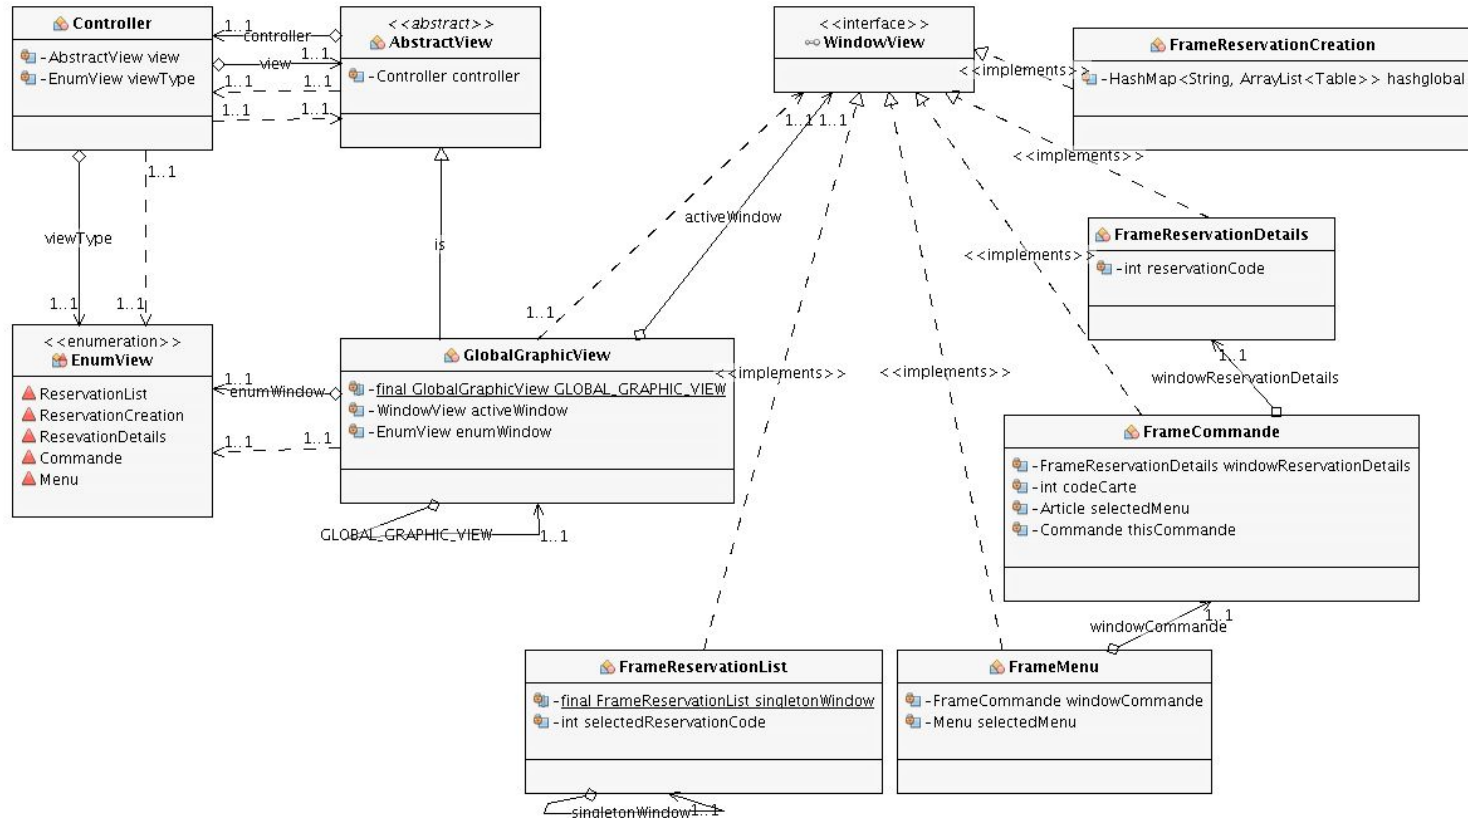 Controller
- AbstractView view
- EnumView viewType
1..1
controller
1..1
view
1..1
1..1
1..1
1..1
<<abstract>>
AbstractView
- Controller controller
<<interface>>
WindowView
FrameReservationCreation
- HashMap<String, ArrayList<Table>> hashglobal
<<implements>>
1..1
1..1
1..1
<<implements>>
viewType
is
activeWindow
FrameReservationDetails
- int reservationCode
<<implements>>
1..1
1..1
1..1
<<enumeration>>
EnumView
ReservationList
ReservationCreation
ResevationDetails
Commande
Menu
1..1
enumWindow
1..1
1..1
GlobalGraphicView
- final GlobalGraphicView GLOBAL_GRAPHIC_VIEW
- WindowView activeWindow
- EnumView enumWindow
GLOBAL_GRAPHIC_VIEW
1..1
<<implements>>
<<implements>>
1..1
windowReservationDetails
FrameCommande
- FrameReservationDetails windowReservationDetails
- int codeCarte
- Article selectedMenu
- Commande thisCommande
1..1
windowCommande
FrameReservationList
- final FrameReservationList singletonWindow
- int selectedReservationCode
singletonWindow
1..1
FrameMenu
- FrameCommande windowCommande
- Menu selectedMenu